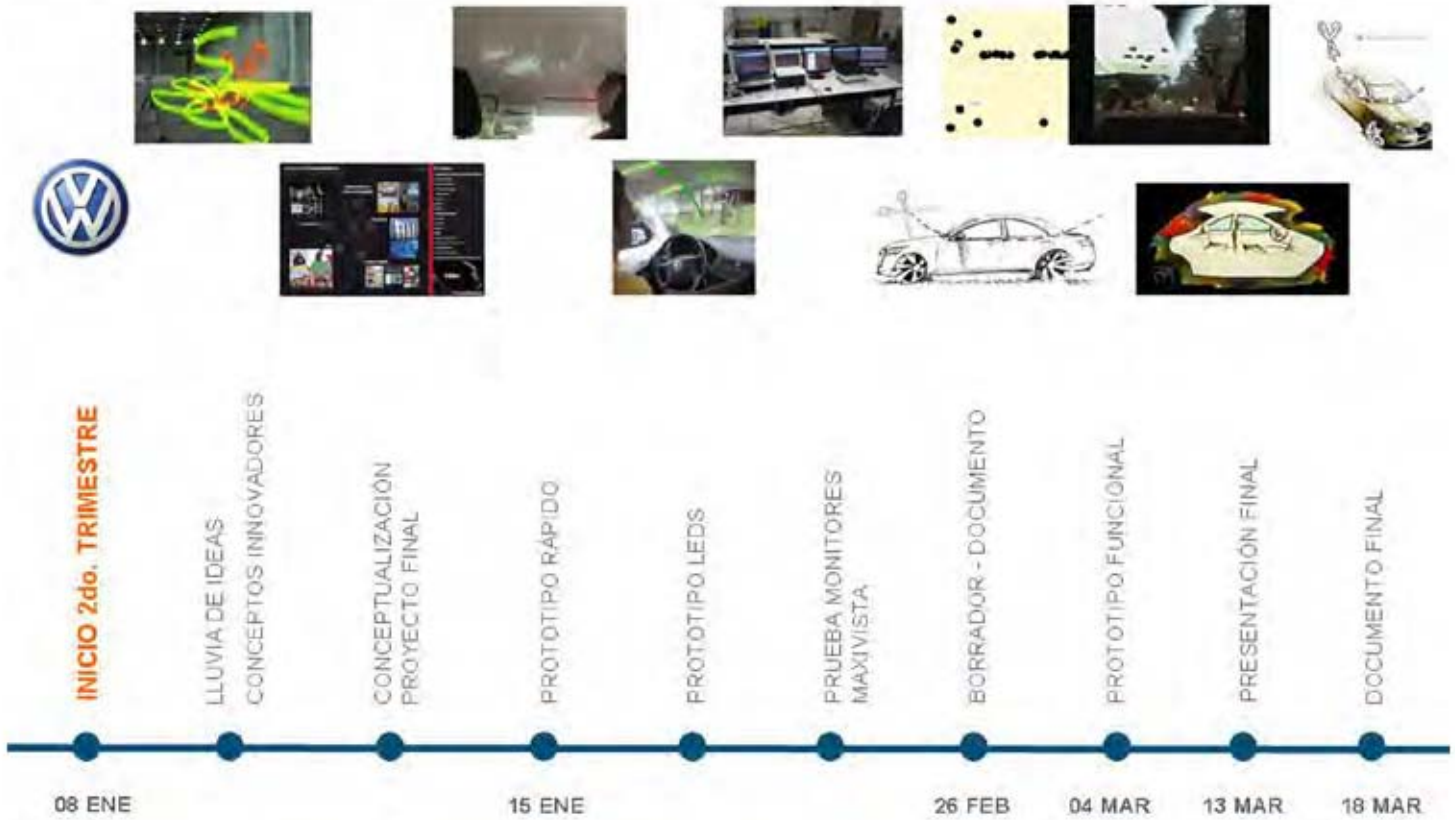 INICIO 2do. TRIMESTRE
LLUVIA DE IDEAS
CONCEPTOS INNOVADORES
CONCEPTUALIZACIÓN
PROYECTO FINAL
PROTOTIPO RÁPIDO
PROTOTIPO LEDS
PRUEBA MONITORES
MAXIVISTA
BORRADOR - DOCUMENTO
PROTOTIPO FUNCIONAL
PRESENTACIÓN FINAL
DOCUMENTO FINAL
08 ENE
15 ENE
26 FEB
04 MAR
13 MAR
18 MAR